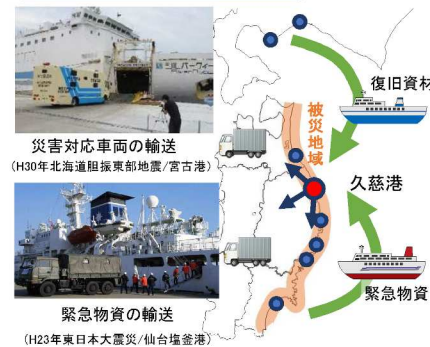 災害対応車両の輸送
(H30年北海道胆振東部地震/宮古港)
緊急物資の輸送
(H23年東日本大震災/仙台塩釜港)
復旧資材
被災地域
久慈港
緊急物資